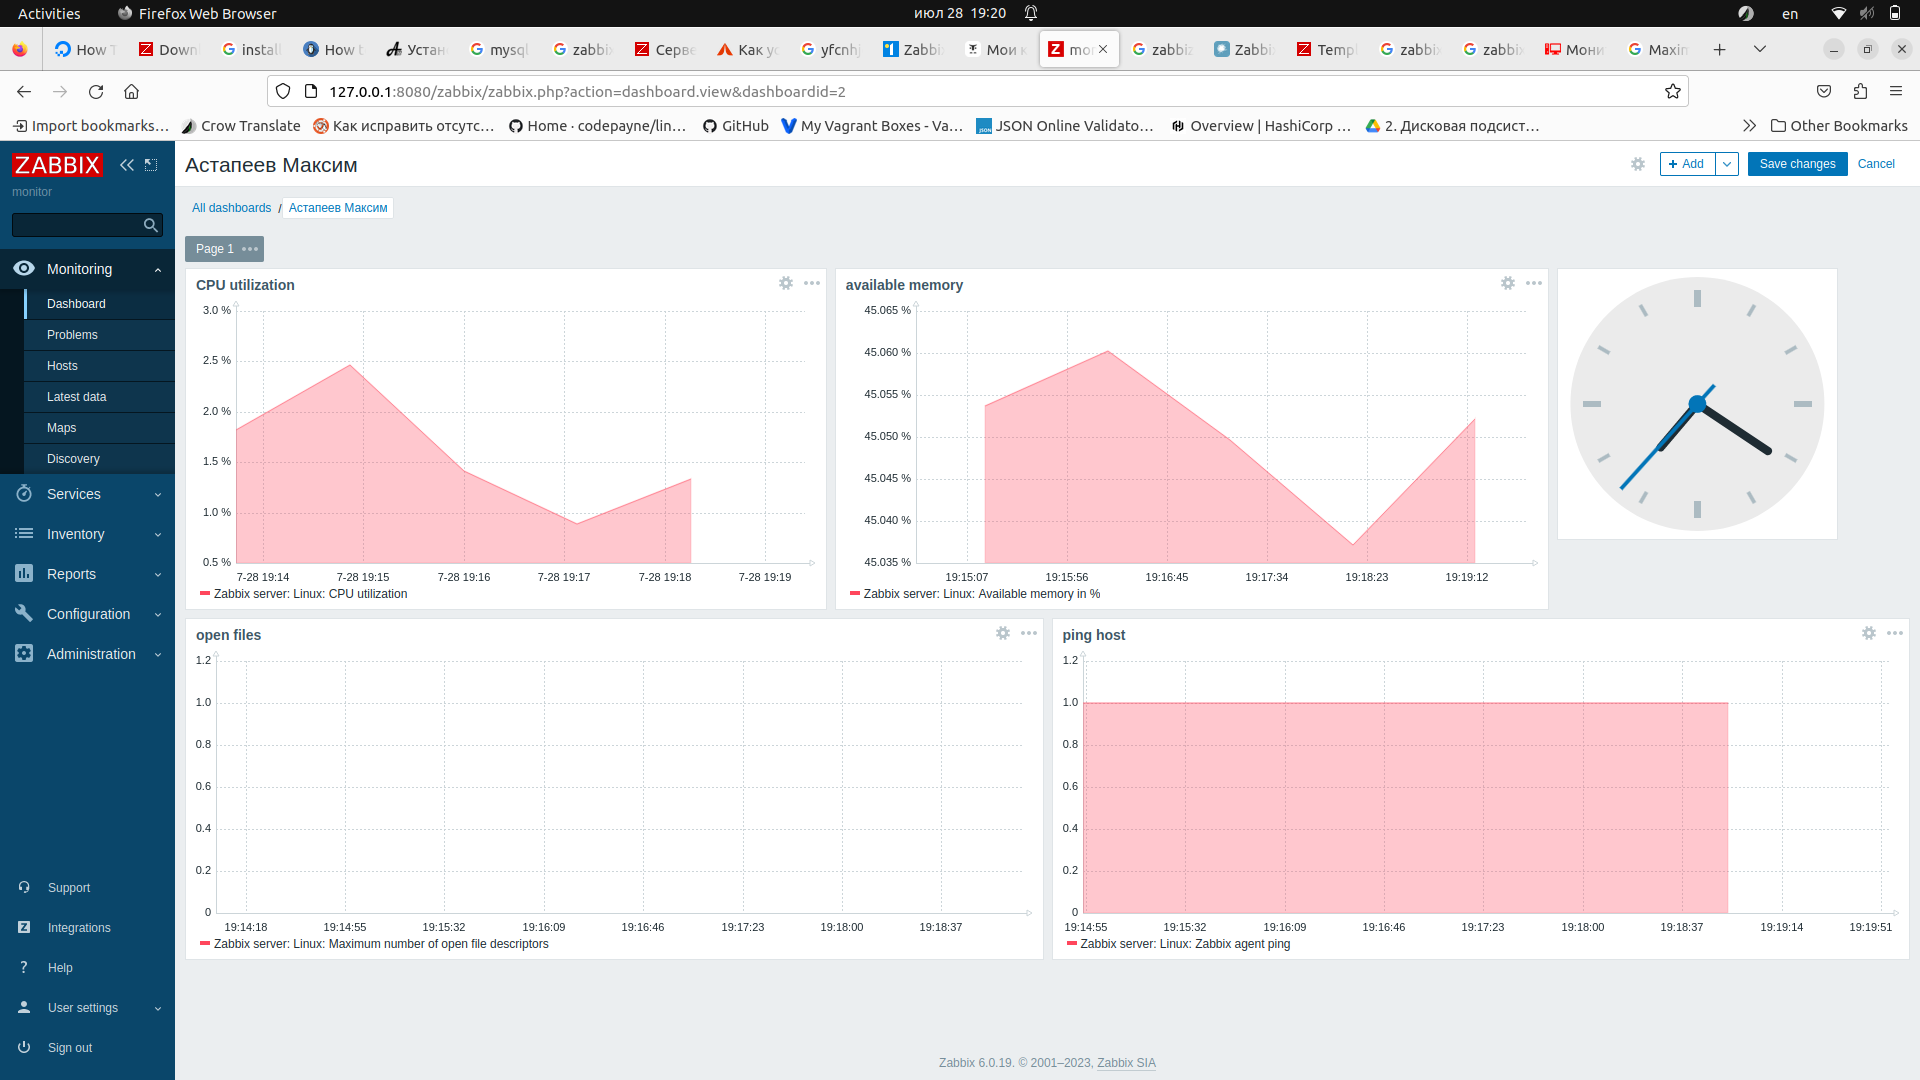 Activities Firefox Web Browser июл 28 19:20 en
How T Down install How t Устан mysql zabbix Серве Как ус yfcnhj Zabbi Мои к mon zabbiz Zabbi Templ zabbix zabbix Мони Maxim
127.0.0.1:8080/zabbix/zabbix.php?action=dashboard.view&dashboardid=2
Import bookmarks… Crow Translate Как исправить отсутс… Home · codepayne/lin… GitHub My Vagrant Boxes - Va… JSON Online Validato… Overview | HashiCorp … 2. Дисковая подсист… Other Bookmarks
ZABBIX
monitor
Monitoring
Dashboard
Problems
Hosts
Latest data
Maps
Discovery
Services
Inventory
Reports
Configuration
Administration
Support
Integrations
Help
User settings
Sign out
Астапеев Максим
Add Save changes Cancel
All dashboards / Астапеев Максим
Page 1
CPU utilization
3.0 %
2.5 %
2.0 %
1.5 %
1.0 %
0.5 %
7-28 19:14 7-28 19:15 7-28 19:16 7-28 19:17 7-28 19:18 7-28 19:19
Zabbix server: Linux: CPU utilization
available memory
45.065 %
45.060 %
45.055 %
45.050 %
45.045 %
45.040 %
45.035 %
19:15:07 19:15:56 19:16:45 19:17:34 19:18:23 19:19:12
Zabbix server: Linux: Available memory in %
open files
1.2
1.0
0.8
0.6
0.4
0.2
0
19:14:18 19:14:55 19:15:32 19:16:09 19:16:46 19:17:23 19:18:00 19:18:37
Zabbix server: Linux: Maximum number of open file descriptors
ping host
1.2
1.0
0.8
0.6
0.4
0.2
0
19:14:55 19:15:32 19:16:09 19:16:46 19:17:23 19:18:00 19:18:37 19:19:14 19:19:51
Zabbix server: Linux: Zabbix agent ping
Zabbix 6.0.19. © 2001–2023, Zabbix SIA